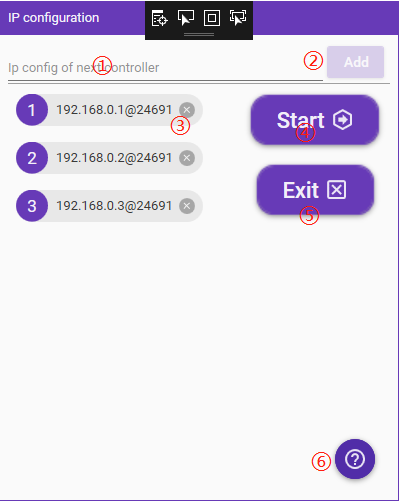 IP configuration
Ip config of next controller
① ② Add
1 192.168.0.1@24691
③
Start
④
2 192.168.0.2@24691
Exit
⑤
3 192.168.0.3@24691
⑥ ?